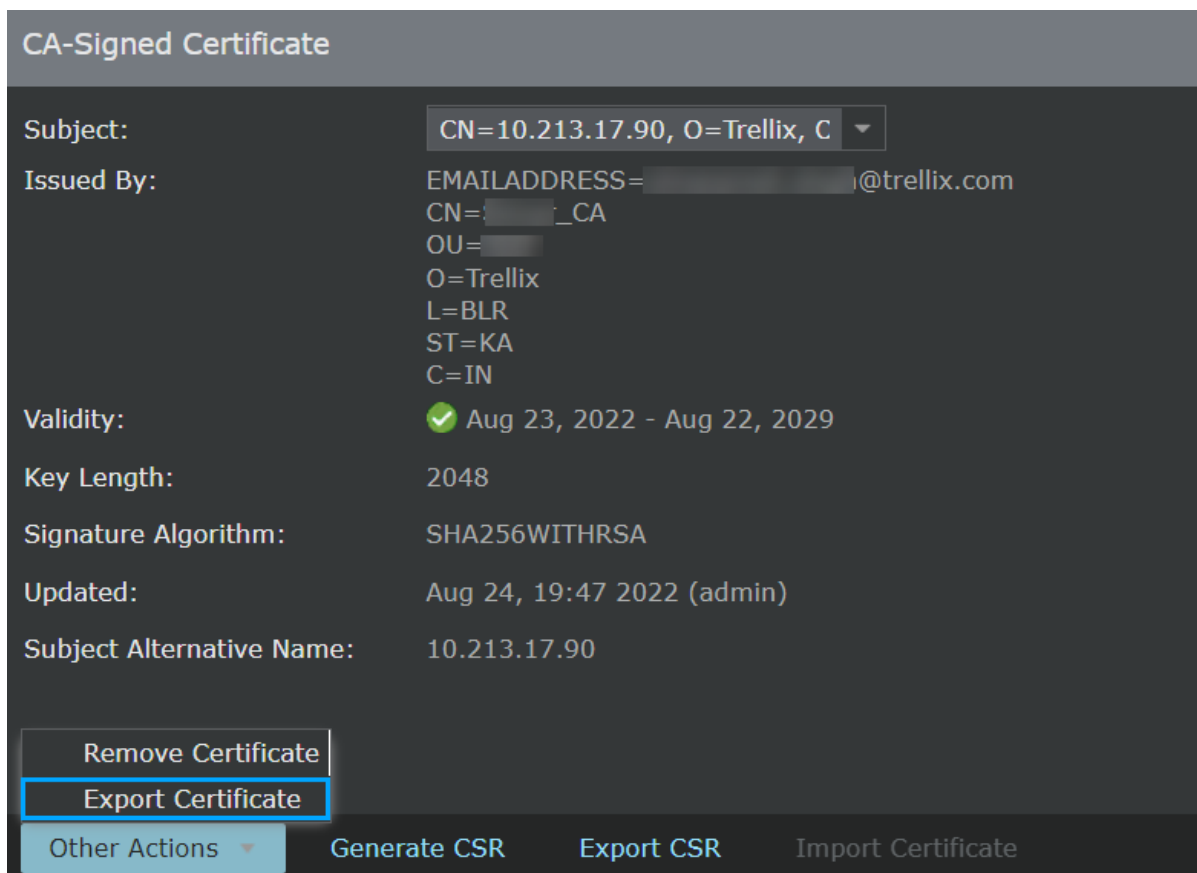 CA-Signed Certificate
Subject: CN=10.213.17.90, O=Trellix, C
Issued By: EMAILADDRESS= @trellix.com
CN= _CA
OU=
O=Trellix
L=BLR
ST=KA
C=IN
Validity: Aug 23, 2022 - Aug 22, 2029
Key Length: 2048
Signature Algorithm: SHA256WITHRSA
Updated: Aug 24, 19:47 2022 (admin)
Subject Alternative Name: 10.213.17.90
Remove Certificate
Export Certificate
Other Actions Generate CSR Export CSR Import Certificate